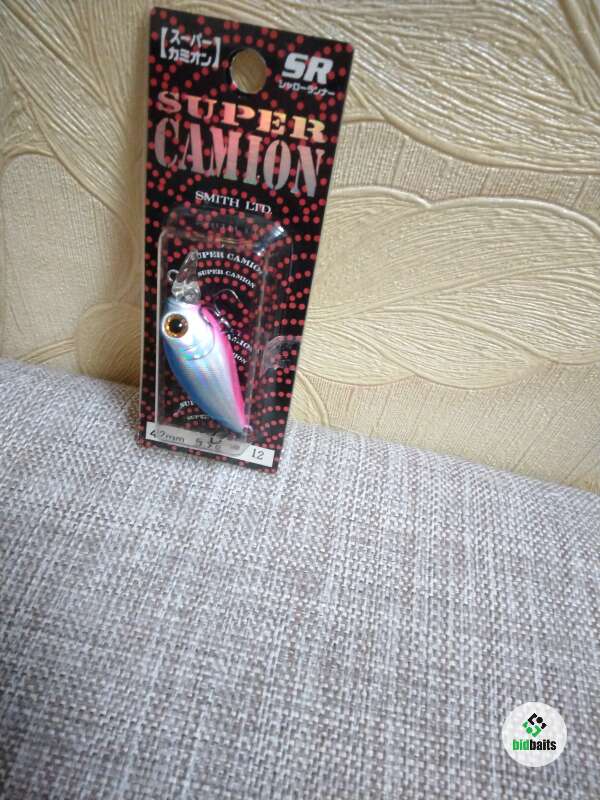 【スーパー
カミオン】
SR
シャローランナー
SUPER
CAMION
SMITH LTD.
SUPER CAMION
SUPER CAMION
42mm
12
bidbaits